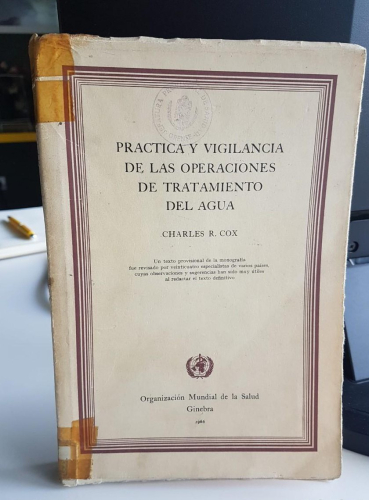 PRACTICA Y VIGILANCIA
DE LAS OPERACIONES
DE TRATAMIENTO
DEL AGUA
CHARLES R. COX
Un texto provisional de la monografía
fue revisado por veinticuatro especialistas de varios países,
cuyas observaciones y sugerencias han sido muy útiles
al redactar el texto definitivo.
Organización Mundial de la Salud
Ginebra